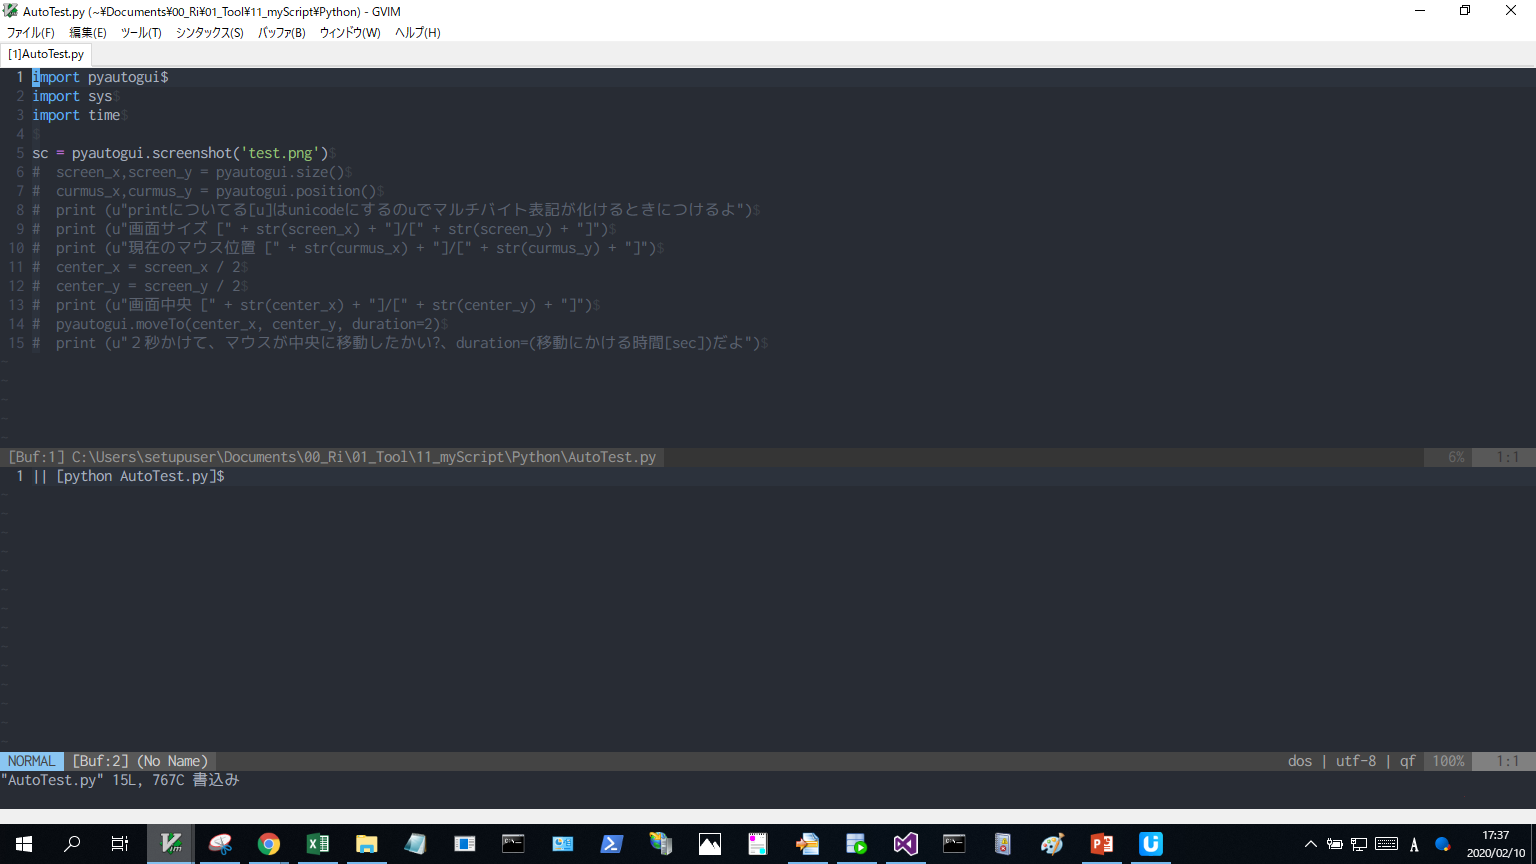 AutoTest.py (~¥Documents¥00_Ri¥01_Tool¥11_myScript¥Python) - GVIM
ファイル(F) 編集(E) ツール(T) シンタックス(S) バッファ(B) ウィンドウ(W) ヘルプ(H)
[1]AutoTest.py
1 import pyautogui$
2 import sys$
3 import time$
4 $
5 sc = pyautogui.screenshot('test.png')$
6 #  screen_x,screen_y = pyautogui.size()$
7 #  curmus_x,curmus_y = pyautogui.position()$
8 #  print (u"printについてる[u]はunicodeにするのuでマルチバイト表記が化けるときにつけるよ")$
9 #  print (u"画面サイズ [" + str(screen_x) + "]/[" + str(screen_y) + "]")$
10 #  print (u"現在のマウス位置 [" + str(curmus_x) + "]/[" + str(curmus_y) + "]")$
11 #  center_x = screen_x / 2$
12 #  center_y = screen_y / 2$
13 #  print (u"画面中央 [" + str(center_x) + "]/[" + str(center_y) + "]")$
14 #  pyautogui.moveTo(center_x, center_y, duration=2)$
15 #  print (u"２秒かけて、マウスが中央に移動したかい?、duration=(移動にかける時間[sec])だよ")$
[Buf:1] C:\Users\setupuser\Documents\00_Ri\01_Tool\11_myScript\Python\AutoTest.py 6% 1:1
1 || [python AutoTest.py]$
NORMAL [Buf:2] (No Name) dos | utf-8 | qf 100% 1:1
"AutoTest.py" 15L, 767C 書込み
A 17:37
2020/02/10